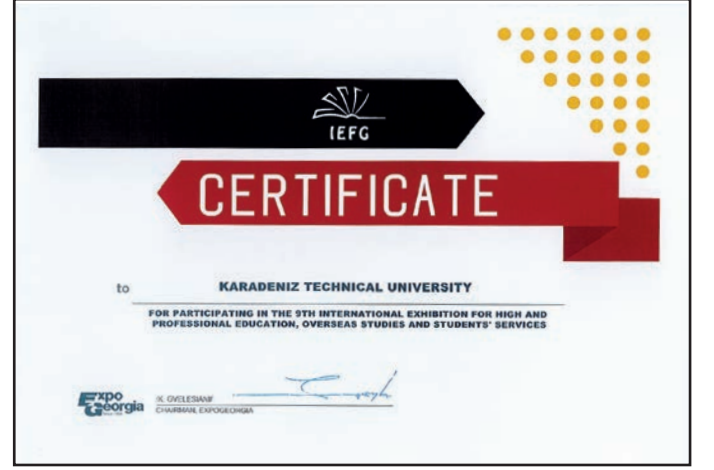 IEFG
CERTIFICATE
to
KARADENIZ TECHNICAL UNIVERSITY
FOR PARTICIPATING IN THE 9TH INTERNATIONAL EXHIBITION FOR HIGH AND
PROFESSIONAL EDUCATION, OVERSEAS STUDIES AND STUDENTS' SERVICES
Expo
Georgia
CHAIRMAN, EXPOGEORGIA